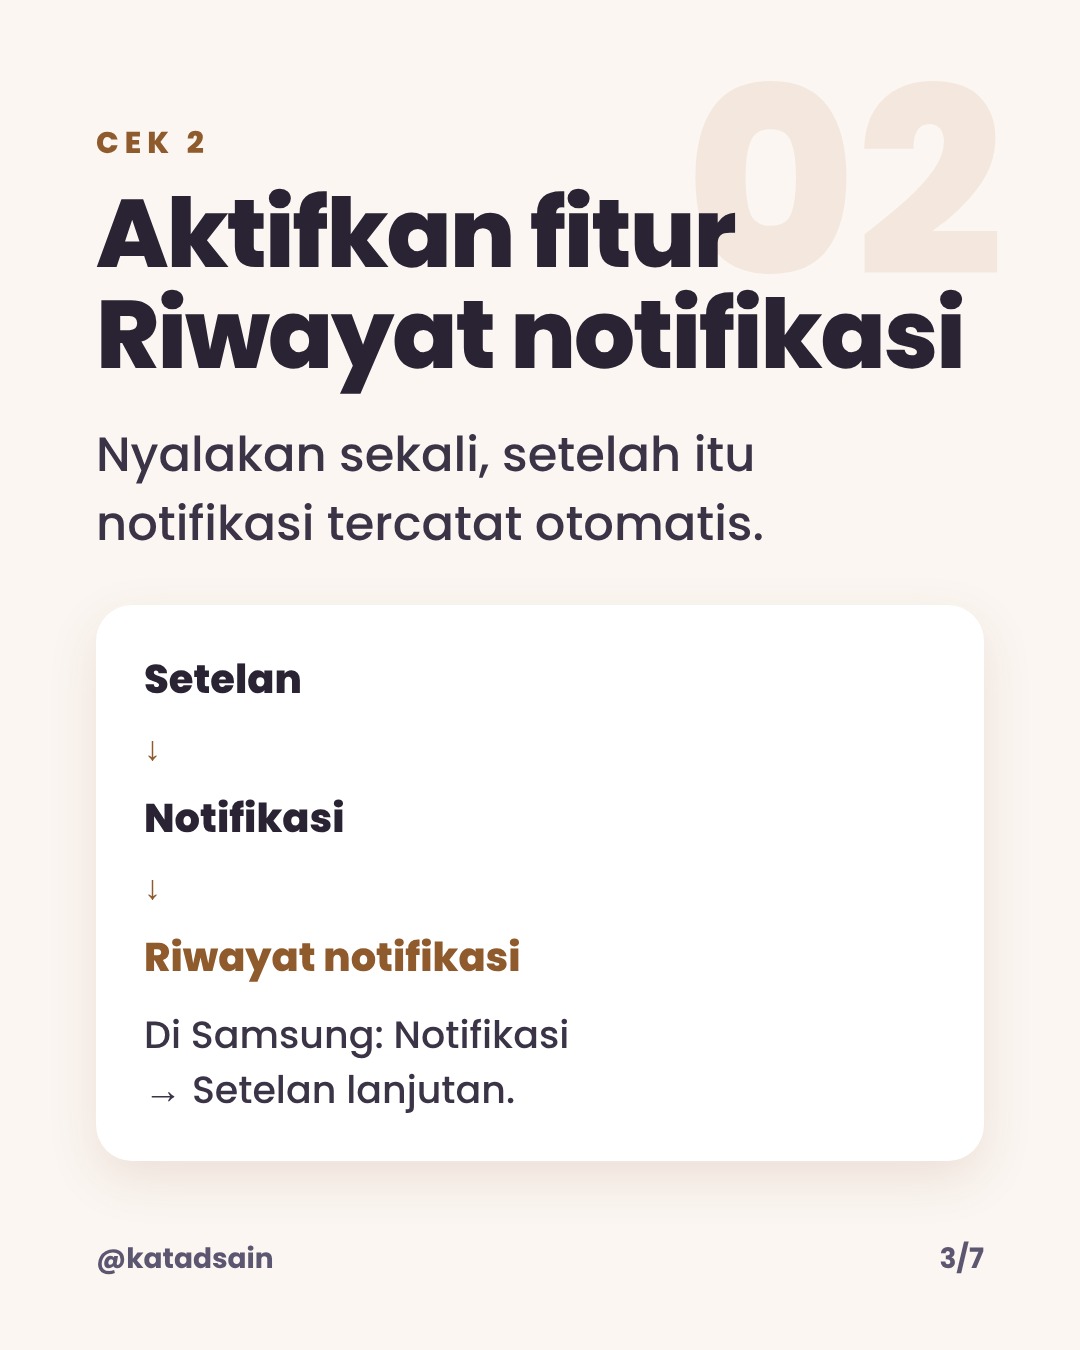 02
CEK 2
Aktifkan fitur
Riwayat notifikasi
Nyalakan sekali, setelah itu
notifikasi tercatat otomatis.
Setelan
↓
Notifikasi
↓
Riwayat notifikasi
Di Samsung: Notifikasi
→ Setelan lanjutan.
@katadsain
3/7